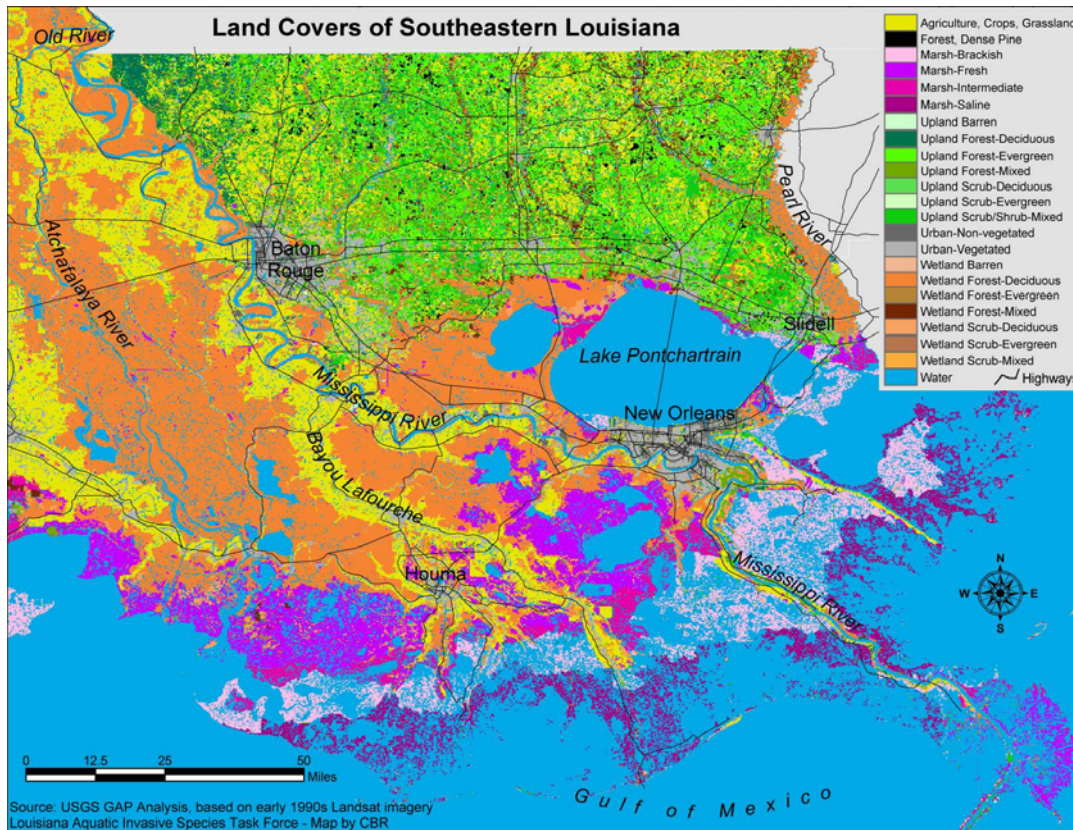 Land Covers of Southeastern Louisiana
Old River
Agriculture, Crops, Grassland
Forest, Dense Pine
Marsh-Brackish
Marsh-Fresh
Marsh-Intermediate
Marsh-Saline
Upland Barren
Upland Forest-Deciduous
Upland Forest-Evergreen
Upland Forest-Mixed
Upland Scrub-Deciduous
Upland Scrub-Evergreen
Upland Scrub/Shrub-Mixed
Urban-Non-vegetated
Urban-Vegetated
Wetland Barren
Wetland Forest-Deciduous
Wetland Forest-Evergreen
Wetland Forest-Mixed
Wetland Scrub-Deciduous
Wetland Scrub-Evergreen
Wetland Scrub-Mixed
Water
Highways
Pearl River
Atchafalaya River
Baton
Rouge
Slidell
Lake Pontchartrain
Mississippi River
New Orleans
Bayou Lafourche
Houma
Mississippi River
N
W E
S
0 12.5 25 50
Miles
Gulf of Mexico
Source: USGS GAP Analysis, based on early 1990s Landsat imagery
Louisiana Aquatic Invasive Species Task Force - Map by CBR